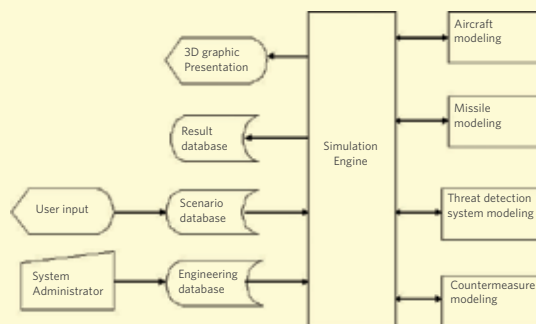 3D graphic
Presentation
Result
database
User input
Scenario
database
System
Administrator
Engineering
database
Simulation
Engine
Aircraft
modeling
Missile
modeling
Threat detection
system modeling
Countermeasure
modeling